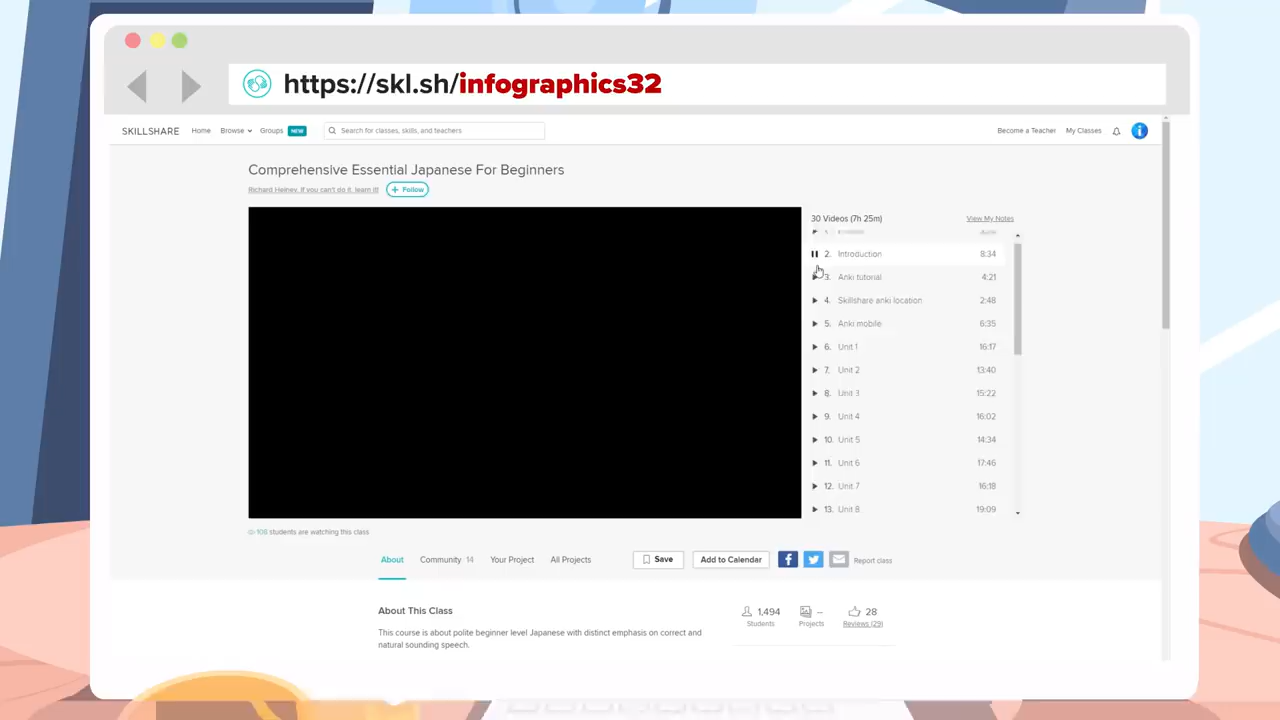 https://skl.sh/infographics32
SKILLSHARE Home Browse Groups NEW Search for classes, skills, and teachers Become a Teacher My Classes
Comprehensive Essential Japanese For Beginners
Richard Heiney, If you can't do it, learn it! + Follow
30 Videos (7h 25m) View My Notes
2. Introduction 8:34
3. Anki tutorial 4:21
4. Skillshare anki location 2:48
5. Anki mobile 6:35
6. Unit 1 16:17
7. Unit 2 13:40
8. Unit 3 15:22
9. Unit 4 16:02
10. Unit 5 14:34
11. Unit 6 17:46
12. Unit 7 16:18
13. Unit 8 19:09
108 students are watching this class
About Community 14 Your Project All Projects Save Add to Calendar Report class
About This Class
This course is about polite beginner level Japanese with distinct emphasis on correct and
natural sounding speech.
1,494 -- 28
Students Projects Reviews (29)